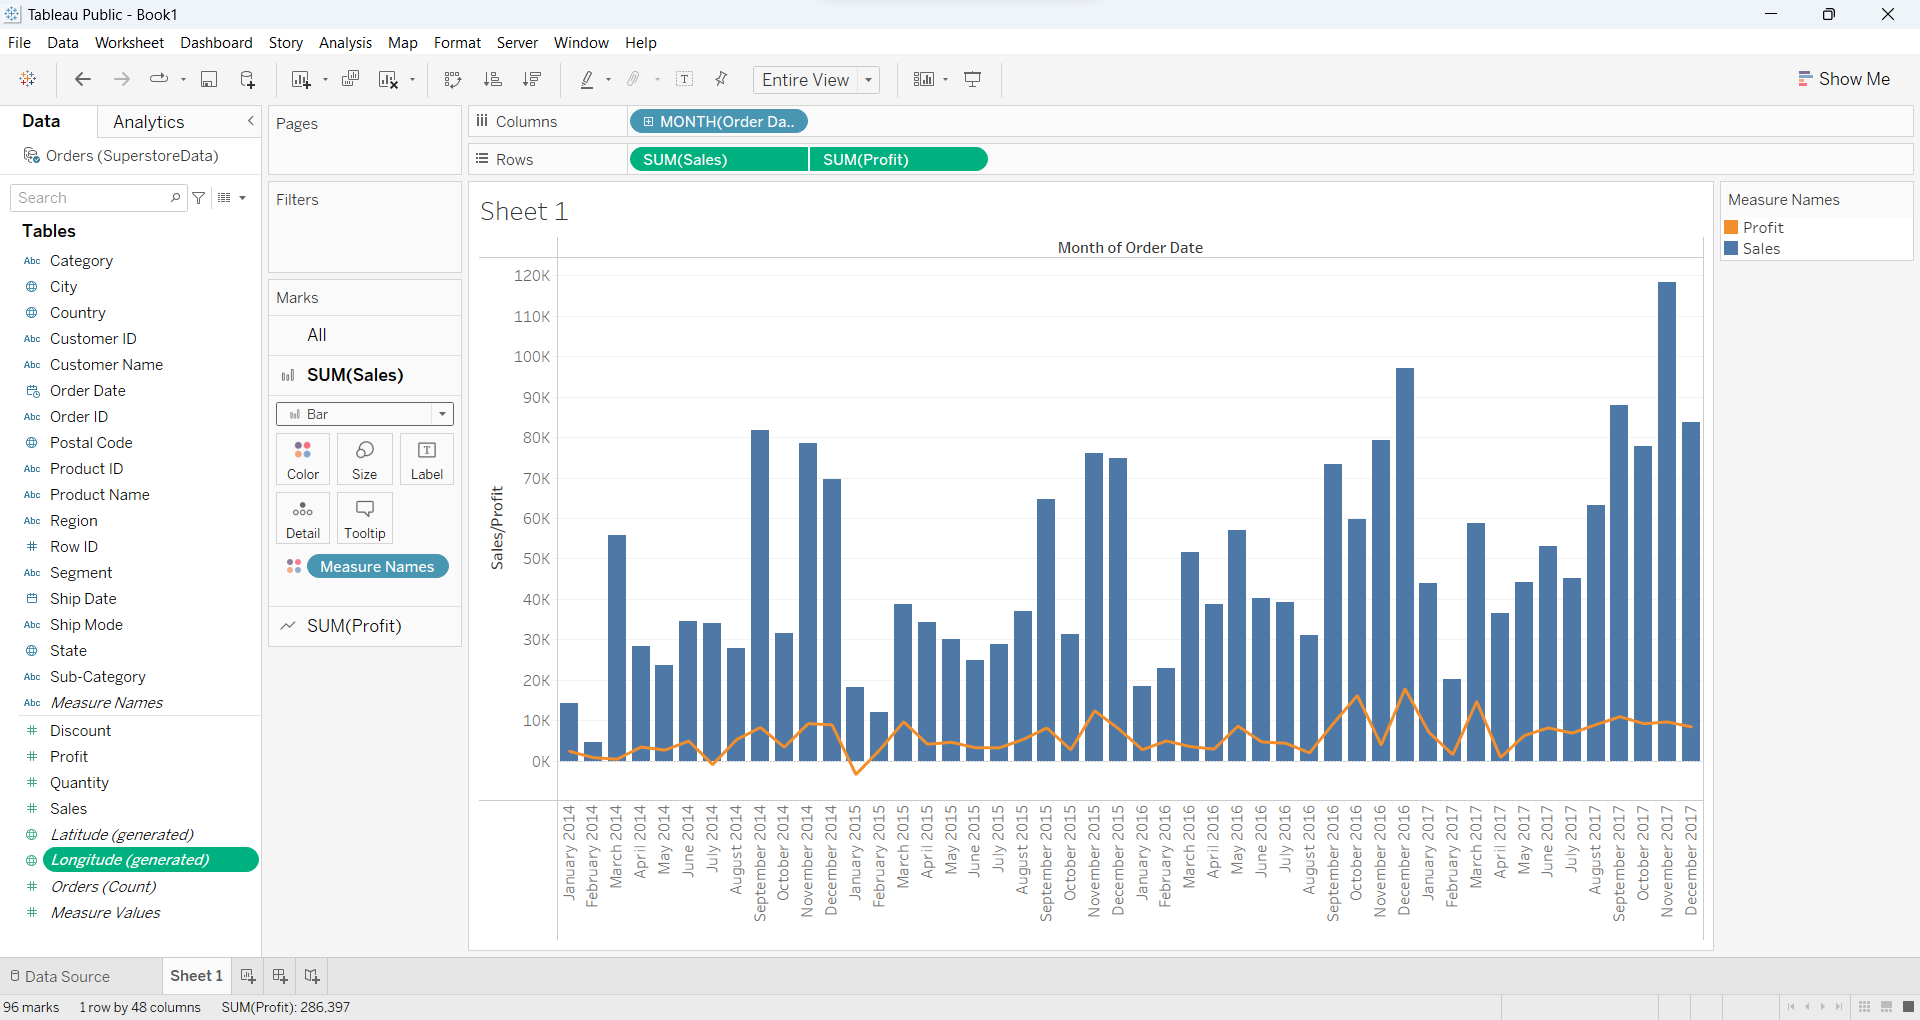 Tableau Public - Book1
File Data Worksheet Dashboard Story Analysis Map Format Server Window Help
Entire View
Show Me
Data
Analytics
Orders (SuperstoreData)
Search
Tables
Abc Category
City
Country
Abc Customer ID
Abc Customer Name
Order Date
Abc Order ID
Postal Code
Abc Product ID
Abc Product Name
Abc Region
# Row ID
Abc Segment
Ship Date
Abc Ship Mode
State
Abc Sub-Category
Abc Measure Names
# Discount
# Profit
# Quantity
# Sales
Latitude (generated)
Longitude (generated)
# Orders (Count)
# Measure Values
Pages
Filters
Marks
All
SUM(Sales)
Bar
Color Size Label
Detail Tooltip
Measure Names
SUM(Profit)
Columns
MONTH(Order Da..
Rows
SUM(Sales) SUM(Profit)
Sheet 1
Month of Order Date
Sales/Profit
120K
110K
100K
90K
80K
70K
60K
50K
40K
30K
20K
10K
0K
January 2014
February 2014
March 2014
April 2014
May 2014
June 2014
July 2014
August 2014
September 2014
October 2014
November 2014
December 2014
January 2015
February 2015
March 2015
April 2015
May 2015
June 2015
July 2015
August 2015
September 2015
October 2015
November 2015
December 2015
January 2016
February 2016
March 2016
April 2016
May 2016
June 2016
July 2016
August 2016
September 2016
October 2016
November 2016
December 2016
January 2017
February 2017
March 2017
April 2017
May 2017
June 2017
July 2017
August 2017
September 2017
October 2017
November 2017
December 2017
Measure Names
Profit
Sales
Data Source
Sheet 1
96 marks 1 row by 48 columns SUM(Profit): 286,397